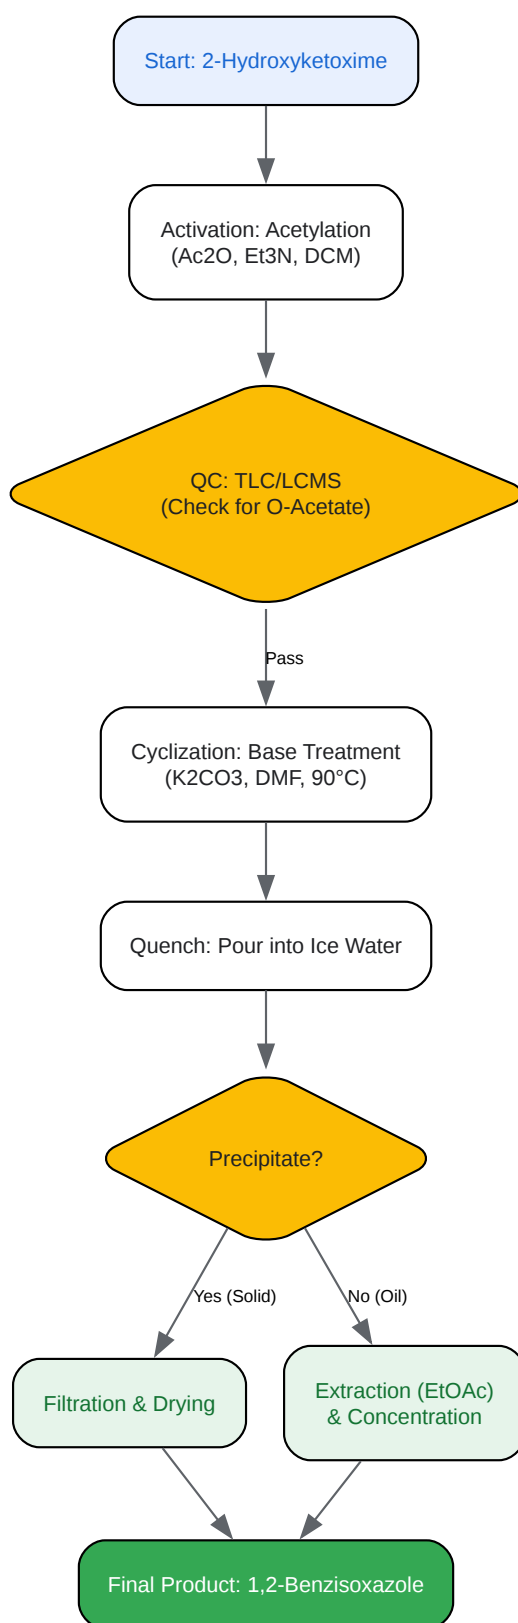 Start: 2-Hydroxyketoxime
Activation: Acetylation
(Ac2O, Et3N, DCM)
QC: TLC/LCMS
(Check for O-Acetate)
Pass
Cyclization: Base Treatment
(K2CO3, DMF, 90°C)
Quench: Pour into Ice Water
Precipitate?
Yes (Solid)
No (Oil)
Filtration & Drying
Extraction (EtOAc)
& Concentration
Final Product: 1,2-Benzisoxazole